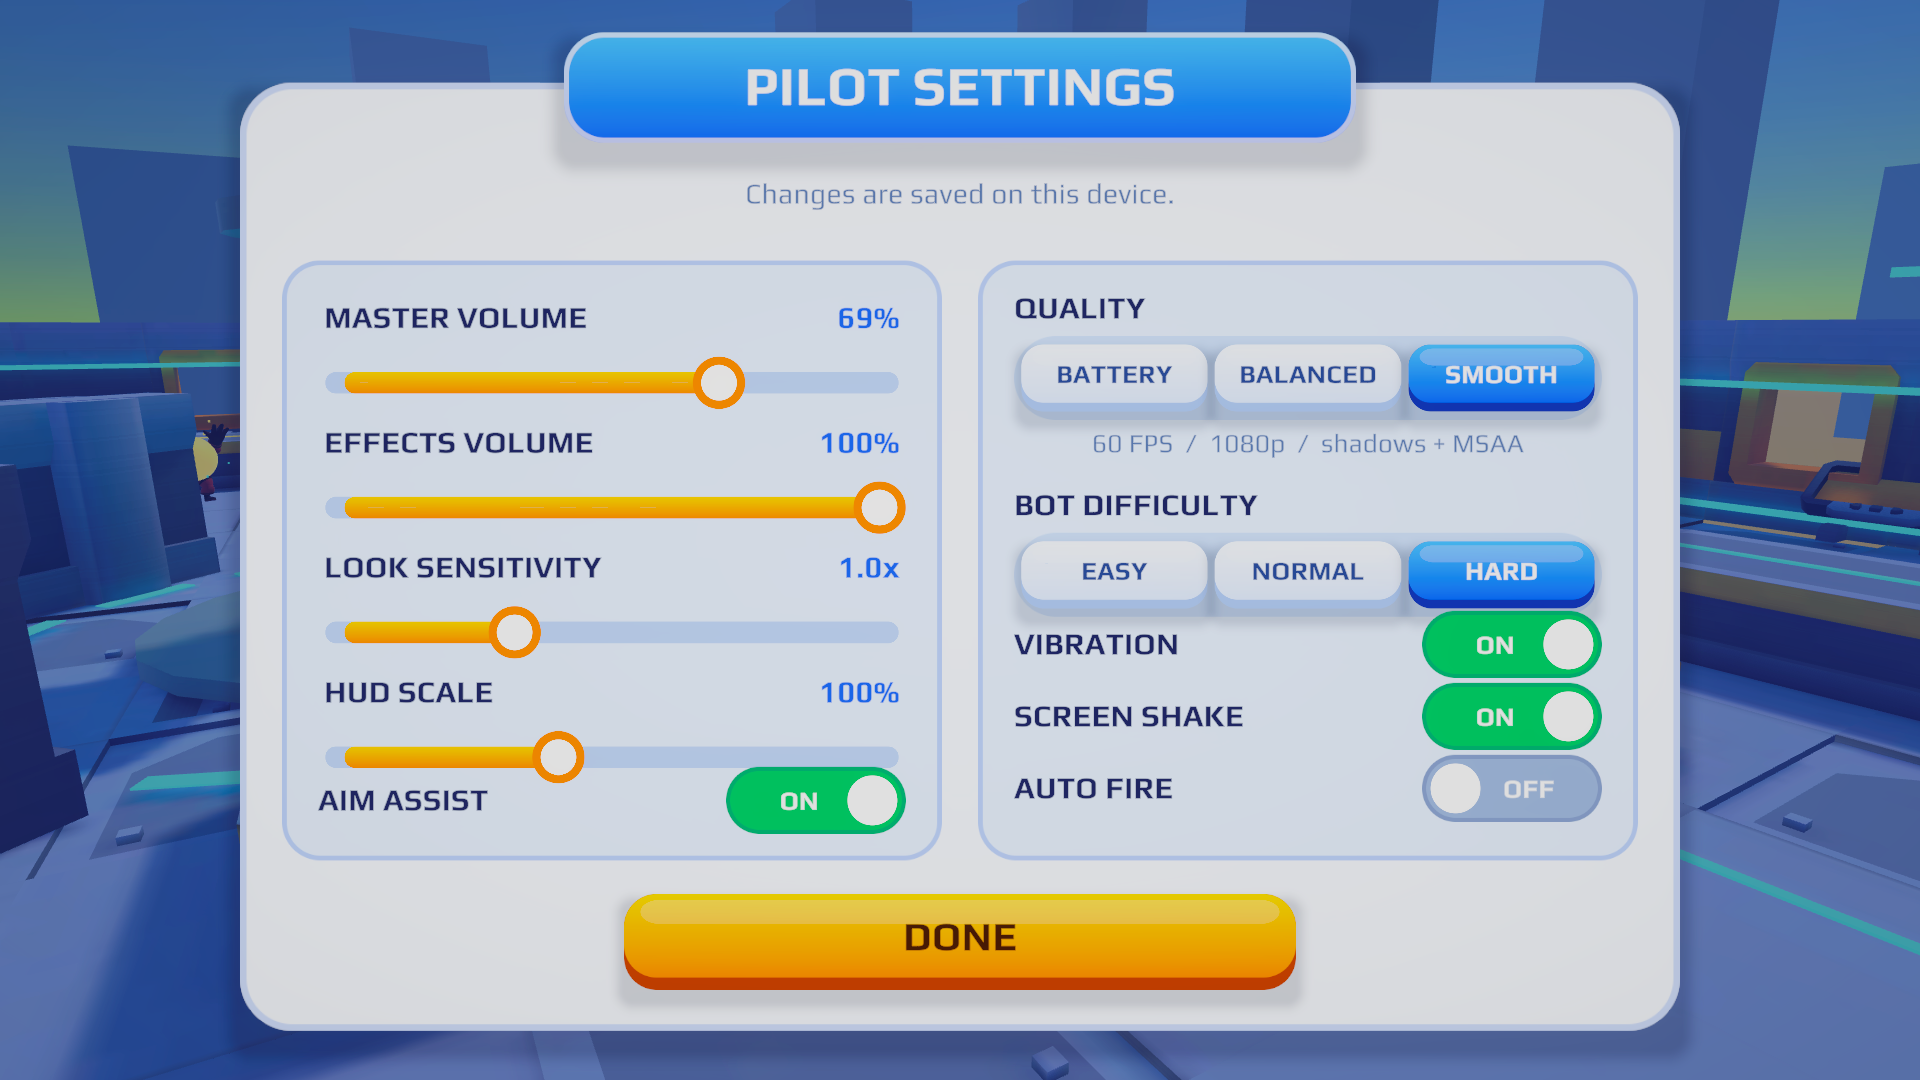 PILOT SETTINGS
Changes are saved on this device.
MASTER VOLUME 69%
EFFECTS VOLUME 100%
LOOK SENSITIVITY 1.0x
HUD SCALE 100%
AIM ASSIST ON
QUALITY
BATTERY BALANCED SMOOTH
60 FPS / 1080p / shadows + MSAA
BOT DIFFICULTY
EASY NORMAL HARD
VIBRATION ON
SCREEN SHAKE ON
AUTO FIRE OFF
DONE